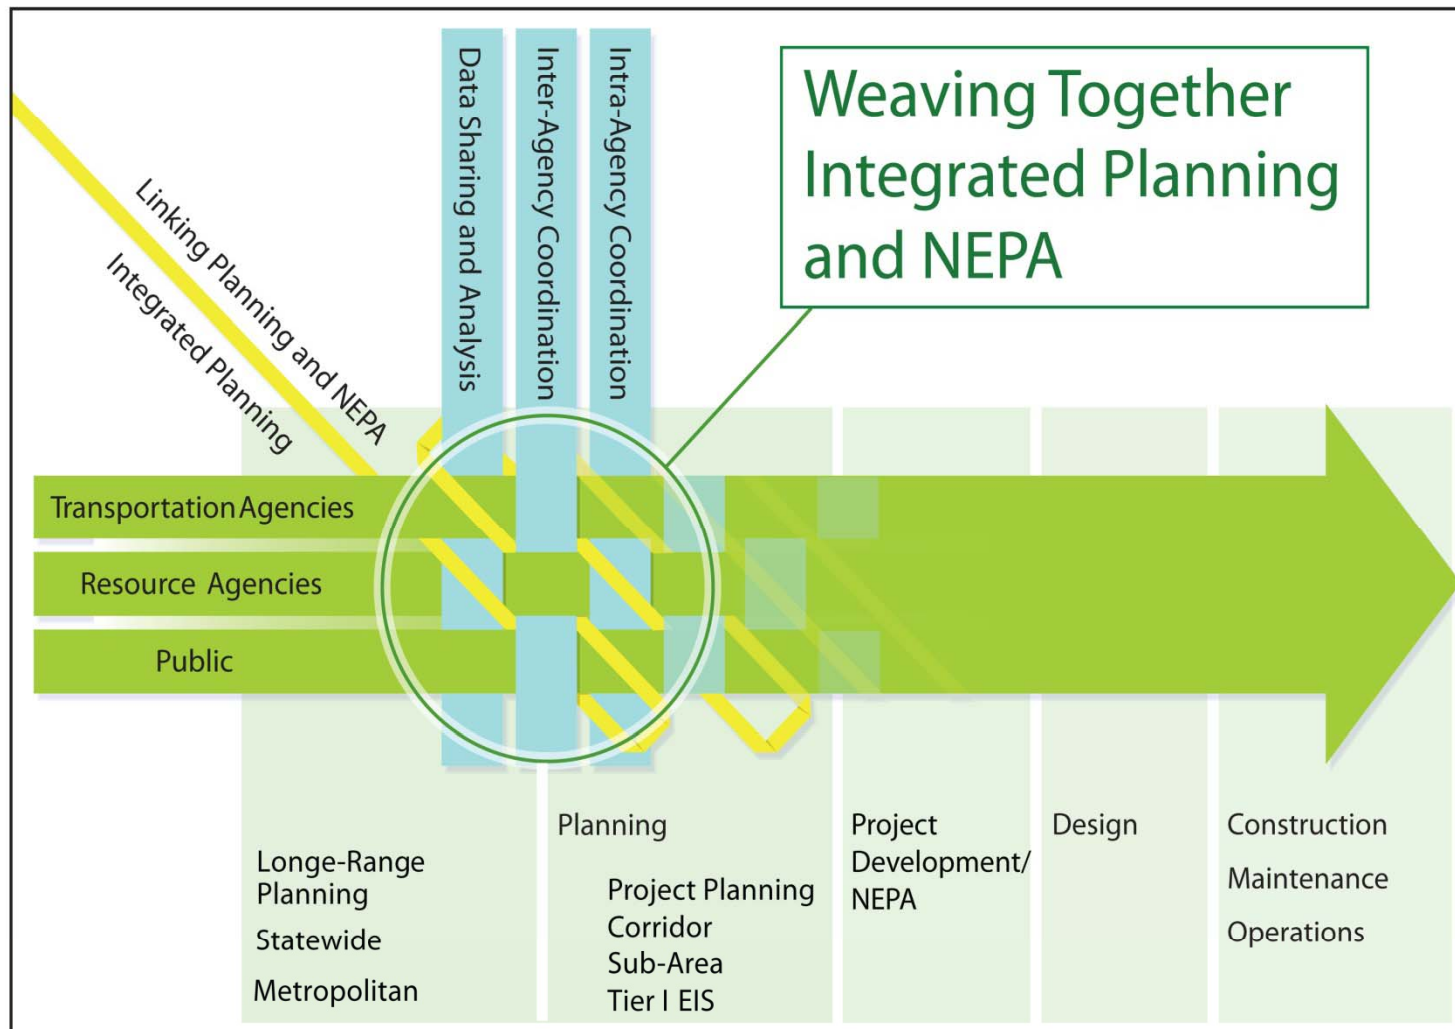 Data Sharing and Analysis
Inter-Agency Coordination
Intra-Agency Coordination
Weaving Together
Integrated Planning
and NEPA
Linking Planning and NEPA
Integrated Planning
Transportation Agencies
Resource Agencies
Public
Longe-Range
Planning
Statewide
Metropolitan
Planning
Project Planning
Corridor
Sub-Area
Tier I EIS
Project
Development/
NEPA
Design
Construction
Maintenance
Operations